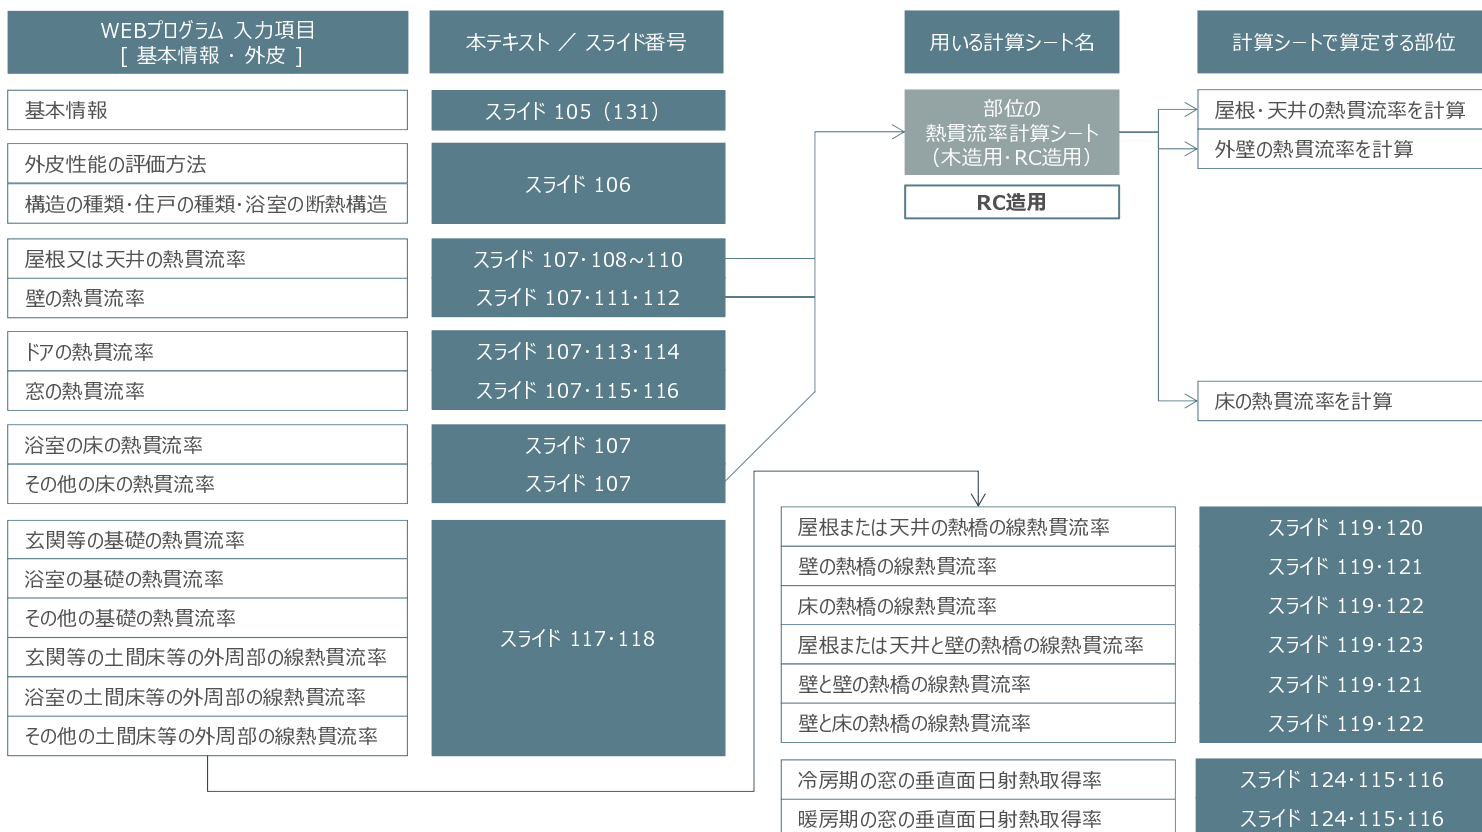 WEBプログラム 入力項目
[ 基本情報 ・ 外皮 ]
本テキスト ／ スライド番号
用いる計算シート名
計算シートで算定する部位
基本情報
スライド 105（131）
外皮性能の評価方法
構造の種類・住戸の種類・浴室の断熱構造
スライド 106
屋根又は天井の熱貫流率
スライド 107・108~110
壁の熱貫流率
スライド 107・111・112
ドアの熱貫流率
スライド 107・113・114
窓の熱貫流率
スライド 107・115・116
浴室の床の熱貫流率
スライド 107
その他の床の熱貫流率
スライド 107
玄関等の基礎の熱貫流率
浴室の基礎の熱貫流率
その他の基礎の熱貫流率
玄関等の土間床等の外周部の線熱貫流率
浴室の土間床等の外周部の線熱貫流率
その他の土間床等の外周部の線熱貫流率
スライド 117・118
部位の
熱貫流率計算シート
（木造用・RC造用）
RC造用
屋根・天井の熱貫流率を計算
外壁の熱貫流率を計算
床の熱貫流率を計算
屋根または天井の熱橋の線熱貫流率
スライド 119・120
壁の熱橋の線熱貫流率
スライド 119・121
床の熱橋の線熱貫流率
スライド 119・122
屋根または天井と壁の熱橋の線熱貫流率
スライド 119・123
壁と壁の熱橋の線熱貫流率
スライド 119・121
壁と床の熱橋の線熱貫流率
スライド 119・122
冷房期の窓の垂直面日射熱取得率
スライド 124・115・116
暖房期の窓の垂直面日射熱取得率
スライド 124・115・116